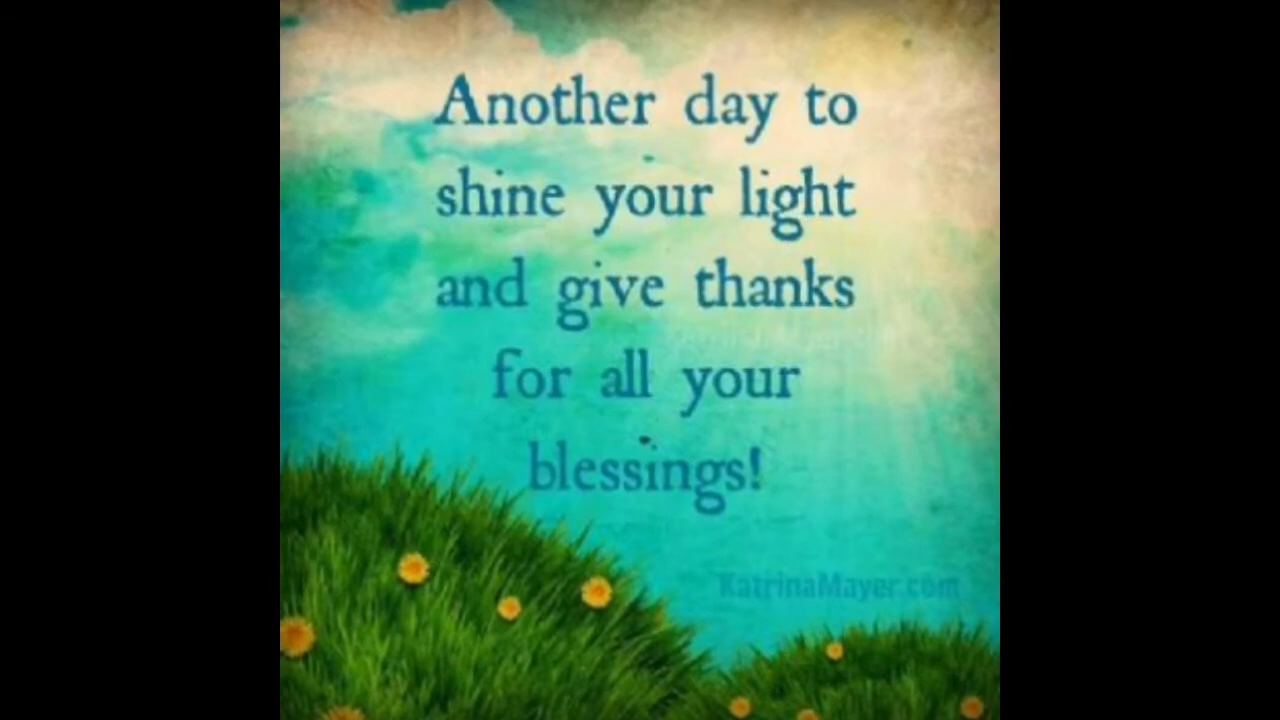 Another day to
shine your light
and give thanks
for all your
blessings!
KatrinaMayer.com